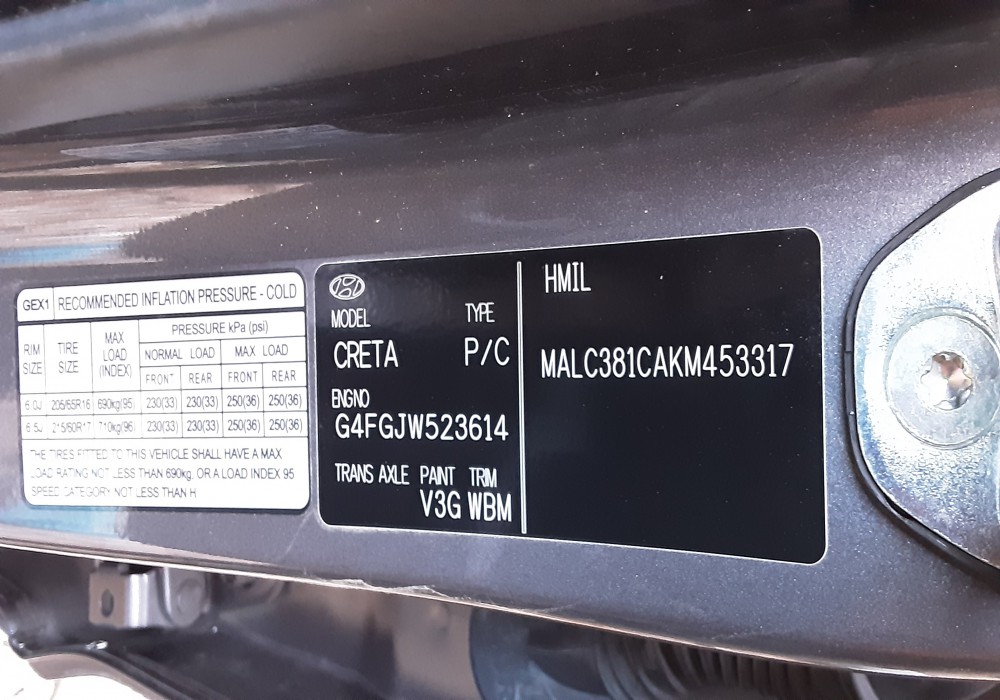 GEX1 RECOMMENDED INFLATION PRESSURE - COLD
RIM SIZE TIRE SIZE MAX LOAD (INDEX) PRESSURE kPa (psi)
NORMAL LOAD MAX LOAD
FRONT REAR FRONT REAR
6.0J 205/65R16 690kg(95) 230(33) 230(33) 250(36) 250(36)
6.5J 215/60R17 710kg(96) 230(33) 230(33) 250(36) 250(36)
THE TIRES FITTED TO THIS VEHICLE SHALL HAVE A MAX
LOAD RATING NOT LESS THAN 690kg, OR A LOAD INDEX 95
SPEED CATEGORY NOT LESS THAN H
MODEL TYPE
CRETA P/C
ENGNO
G4FGJW523614
TRANS AXLE PAINT TRIM
V3G WBM
HMIL
MALC381CAKM453317